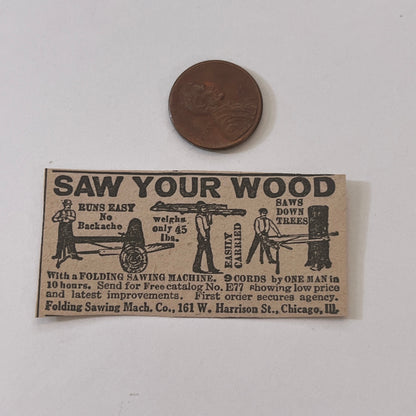 SAW YOUR WOOD
RUNS EASY
No
Backache
weighs
only 45
lbs.
EASILY
CARRIED
SAWS
DOWN
TREES
With a FOLDING SAWING MACHINE. 9 CORDS by ONE MAN in
10 hours. Send for Free catalog No. E77 showing low price
and latest improvements. First order secures agency.
Folding Sawing Mach. Co., 161 W. Harrison St., Chicago, Ill.